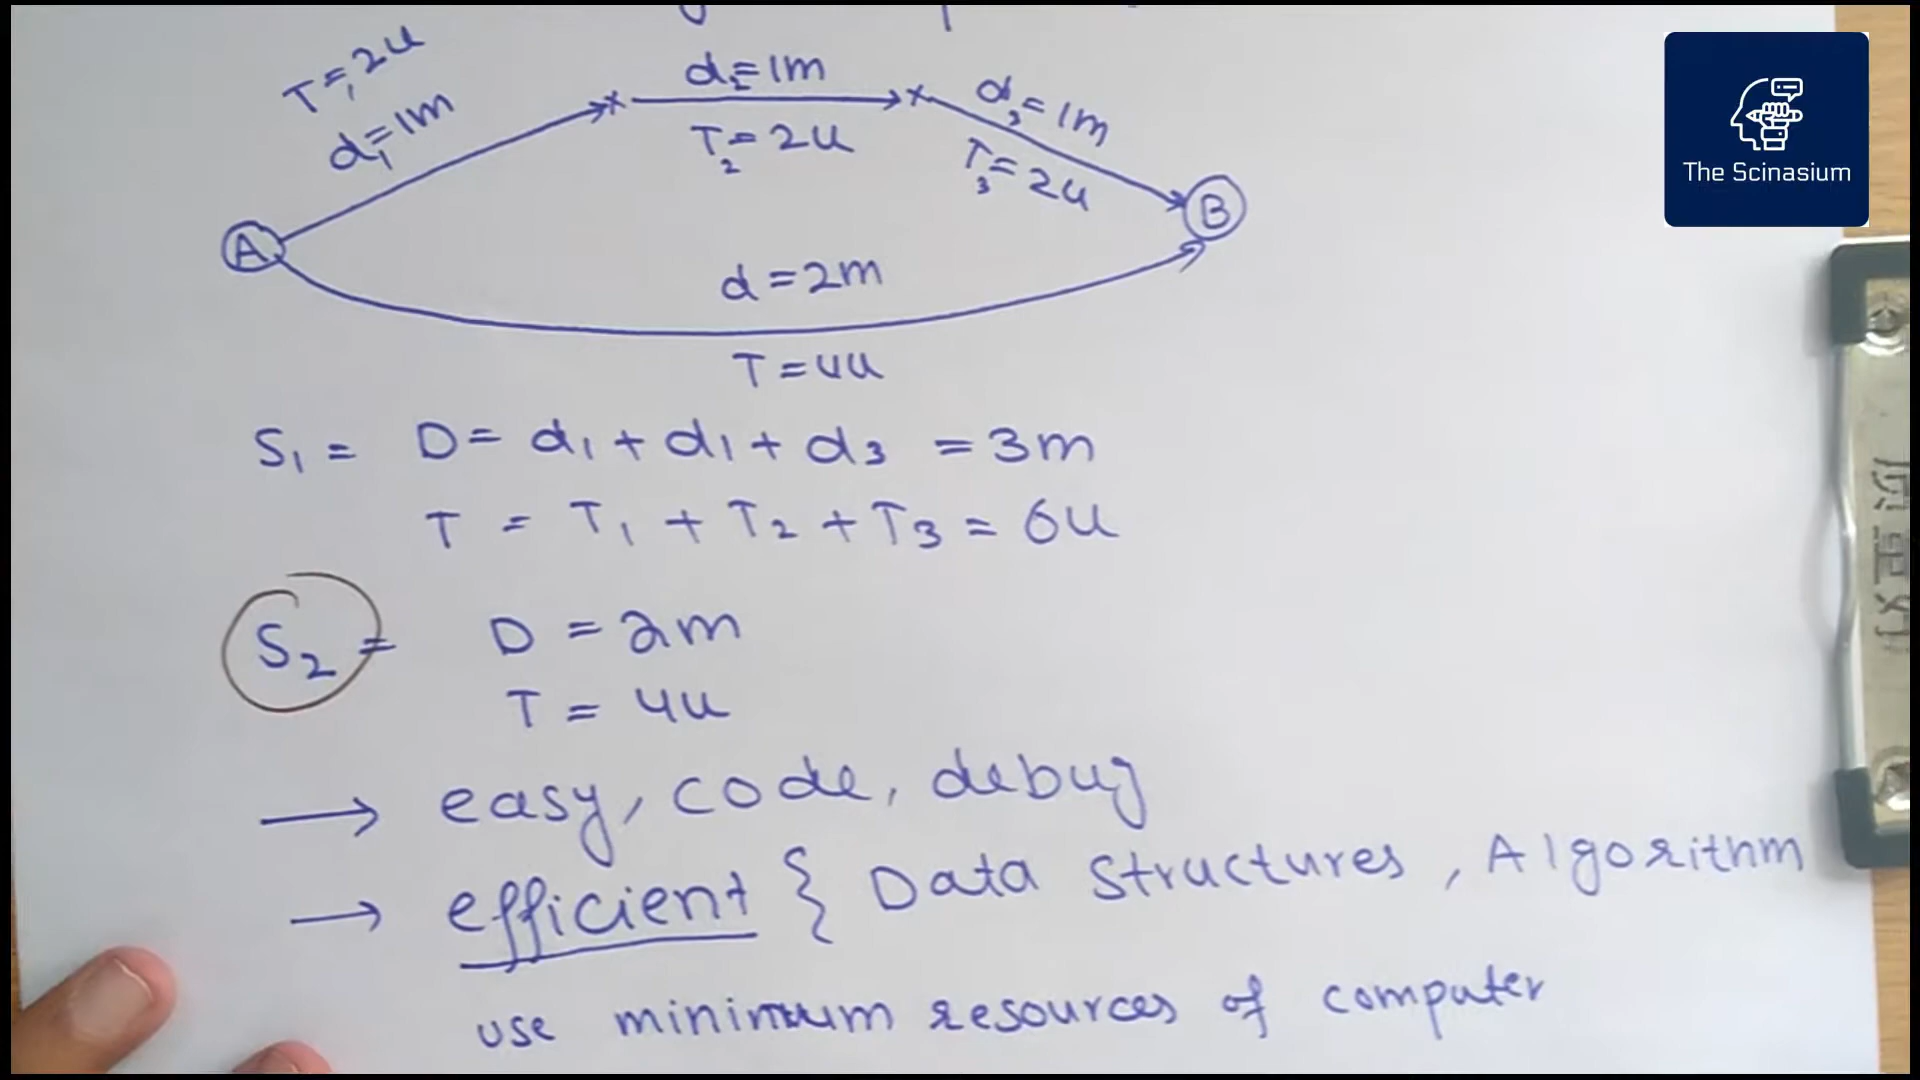 T₁=2u
d₁=1m
d₂=1m
T₂=2u
d₃=1m
T₃=2u
The Scinasium
A
B
d=2m
T=4u
S₁ = D= d₁+d₁+d₃ =3m
T = T₁ + T₂ +T₃ = 6u
S₂ = D = 2m
T = 4u
→ easy, code, debug
→ efficient { Data structures, Algorithm
use minimum resources of computer